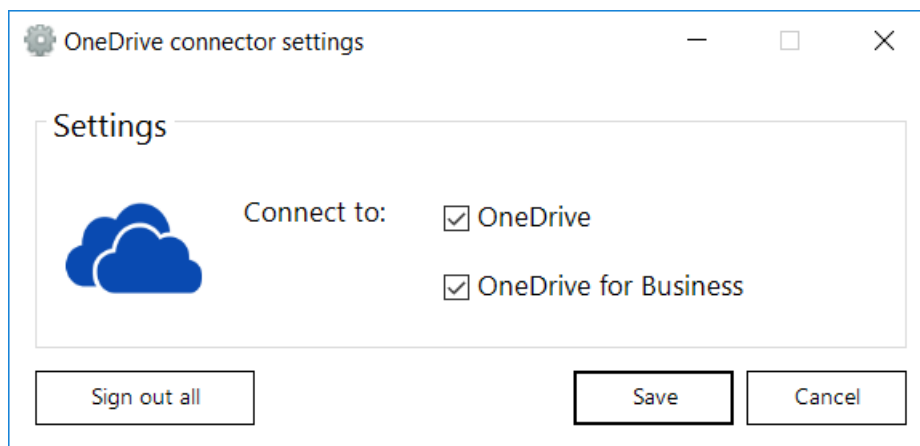 OneDrive connector settings
Settings
Connect to:
OneDrive
OneDrive for Business
Sign out all
Save
Cancel